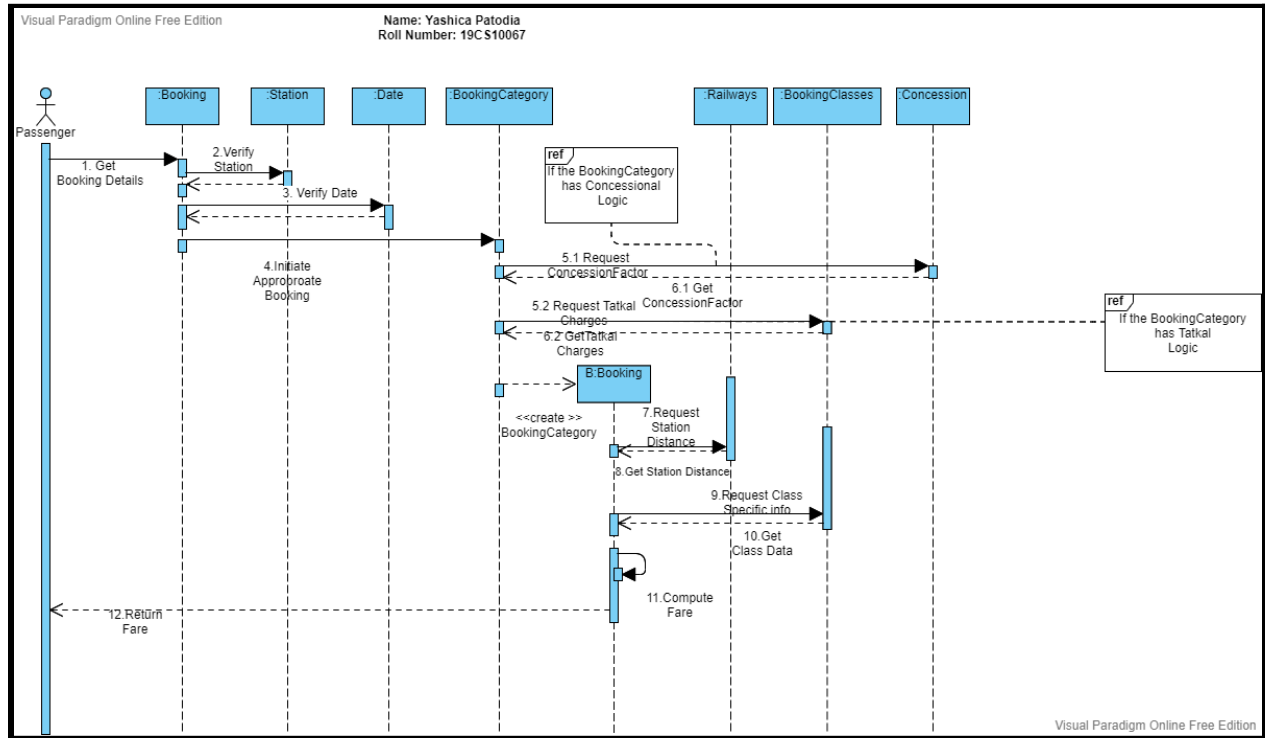 Visual Paradigm Online Free Edition
Name: Yashica Patodia
Roll Number: 19CS10067
:Booking
:Station
:Date
:BookingCategory
:Railways
:BookingClasses
:Concession
Passenger
1. Get
Booking Details
2.Verify
Station
3. Verify Date
ref
If the BookingCategory
has Concessional
Logic
4.Initiate
Approproate
Booking
5.1 Request
ConcessionFactor
6.1 Get
ConcessionFactor
5.2 Request Tatkal
Charges
6.2 GetTatkal
Charges
ref
If the BookingCategory
has Tatkal
Logic
B:Booking
<<create >>
BookingCategory
7.Request
Station
Distance
8.Get Station Distance
9.Request Class
Specific info
10.Get
Class Data
11.Compute
Fare
12.Return
Fare
Visual Paradigm Online Free Edition